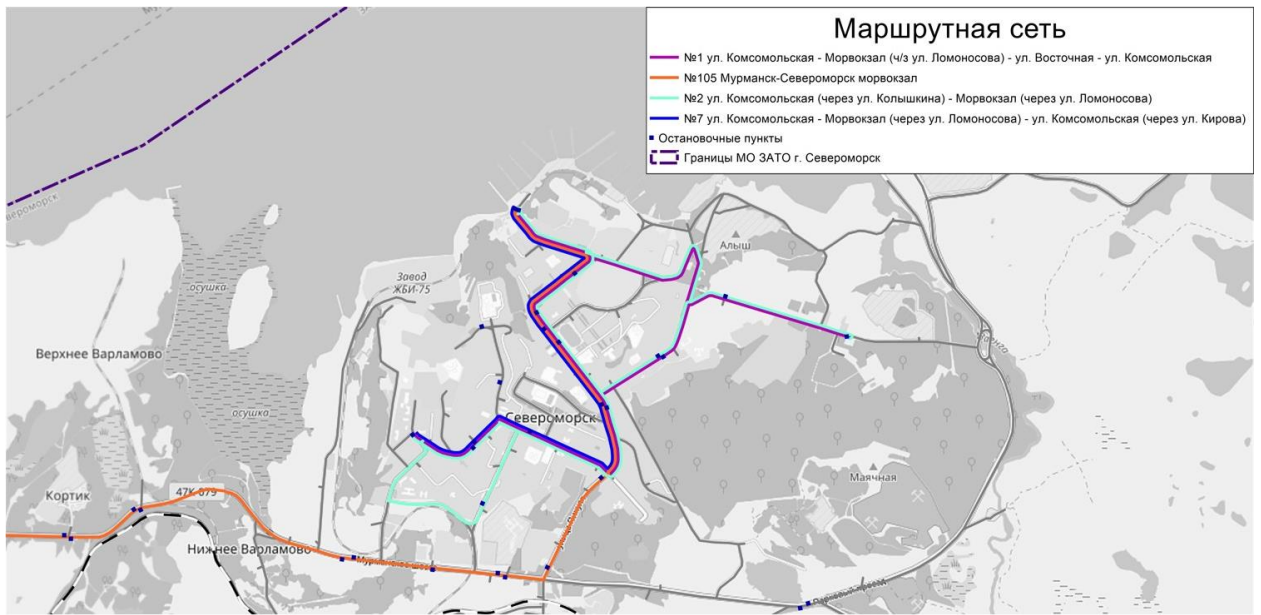 Маршрутная сеть
№1 ул. Комсомольская - Морвокзал (ч/з ул. Ломоносова) - ул. Восточная - ул. Комсомольская
№105 Мурманск-Североморск морвокзал
№2 ул. Комсомольская (через ул. Колышкина) - Морвокзал (через ул. Ломоносова)
№7 ул. Комсомольская - Морвокзал (через ул. Ломоносова) - ул. Комсомольская (через ул. Кирова)
Остановочные пункты
Границы МО ЗАТО г. Североморск
Алыш
Завод
ЖБИ-75
осушка
Верхнее Варламово
осушка
Североморск
Маячная
Кортик
47К-079
Нижнее Варламово